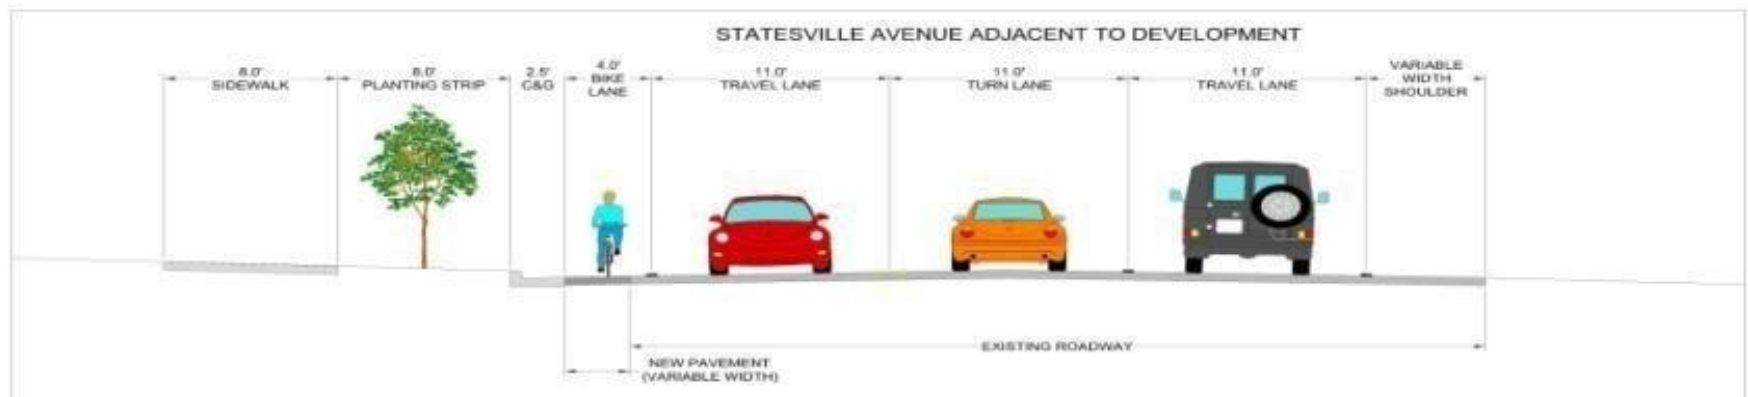 STATESVILLE AVENUE ADJACENT TO DEVELOPMENT
8.0'
SIDEWALK
8.0'
PLANTING STRIP
2.5'
C&G
4.0'
BIKE
LANE
11.0'
TRAVEL LANE
11.0'
TURN LANE
11.0'
TRAVEL LANE
VARIABLE
WIDTH
SHOULDER
EXISTING ROADWAY
NEW PAVEMENT
(VARIABLE WIDTH)